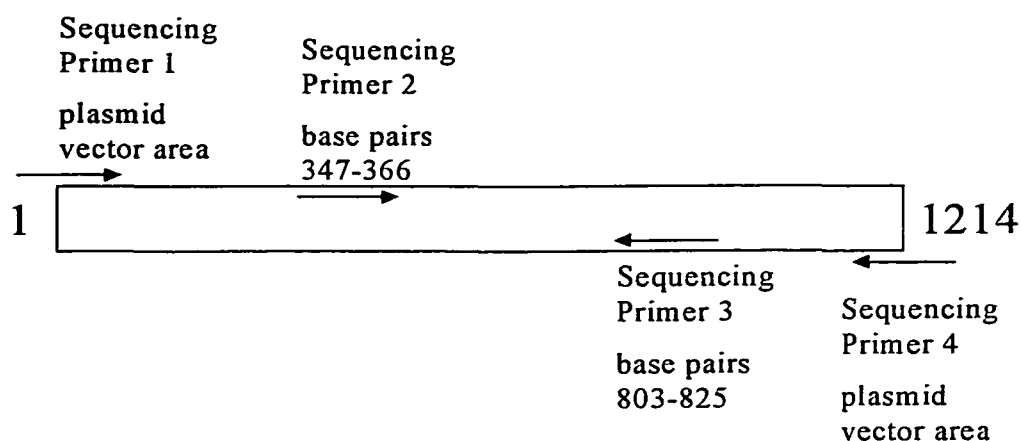 Sequencing
Primer 1
plasmid
vector area
Sequencing
Primer 2
base pairs
347-366
1
1214
Sequencing
Primer 3
base pairs
803-825
Sequencing
Primer 4
plasmid
vector area